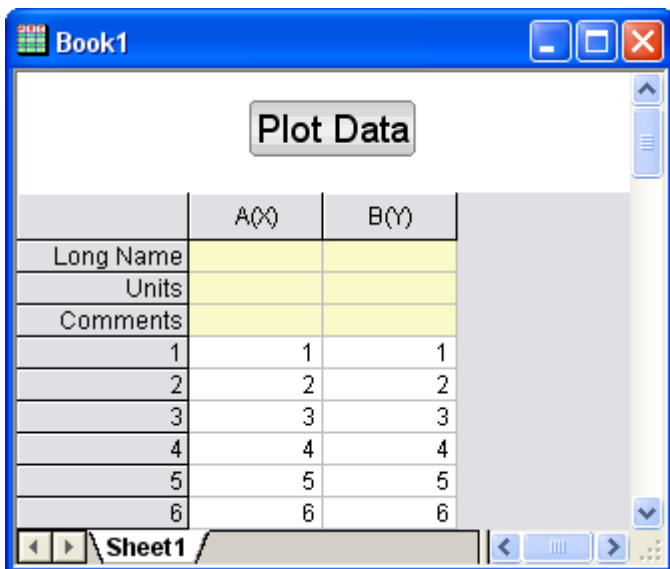 Book1
Plot Data
A(X) B(Y)
Long Name
Units
Comments
1 1 1
2 2 2
3 3 3
4 4 4
5 5 5
6 6 6
Sheet1